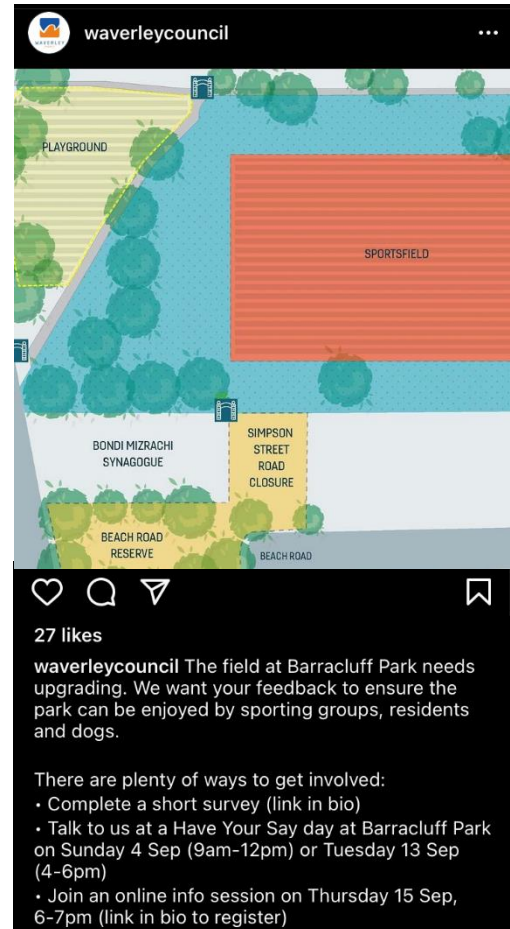 WAVERLEY
waverleycouncil
PLAYGROUND
SPORTSFIELD
BONDI MIZRACHI
SYNAGOGUE
SIMPSON
STREET
ROAD
CLOSURE
BEACH ROAD
RESERVE
BEACH ROAD
27 likes
waverleycouncil The field at Barracluff Park needs
upgrading. We want your feedback to ensure the
park can be enjoyed by sporting groups, residents
and dogs.
There are plenty of ways to get involved:
• Complete a short survey (link in bio)
• Talk to us at a Have Your Say day at Barracluff Park
on Sunday 4 Sep (9am-12pm) or Tuesday 13 Sep
(4-6pm)
• Join an online info session on Thursday 15 Sep,
6-7pm (link in bio to register)